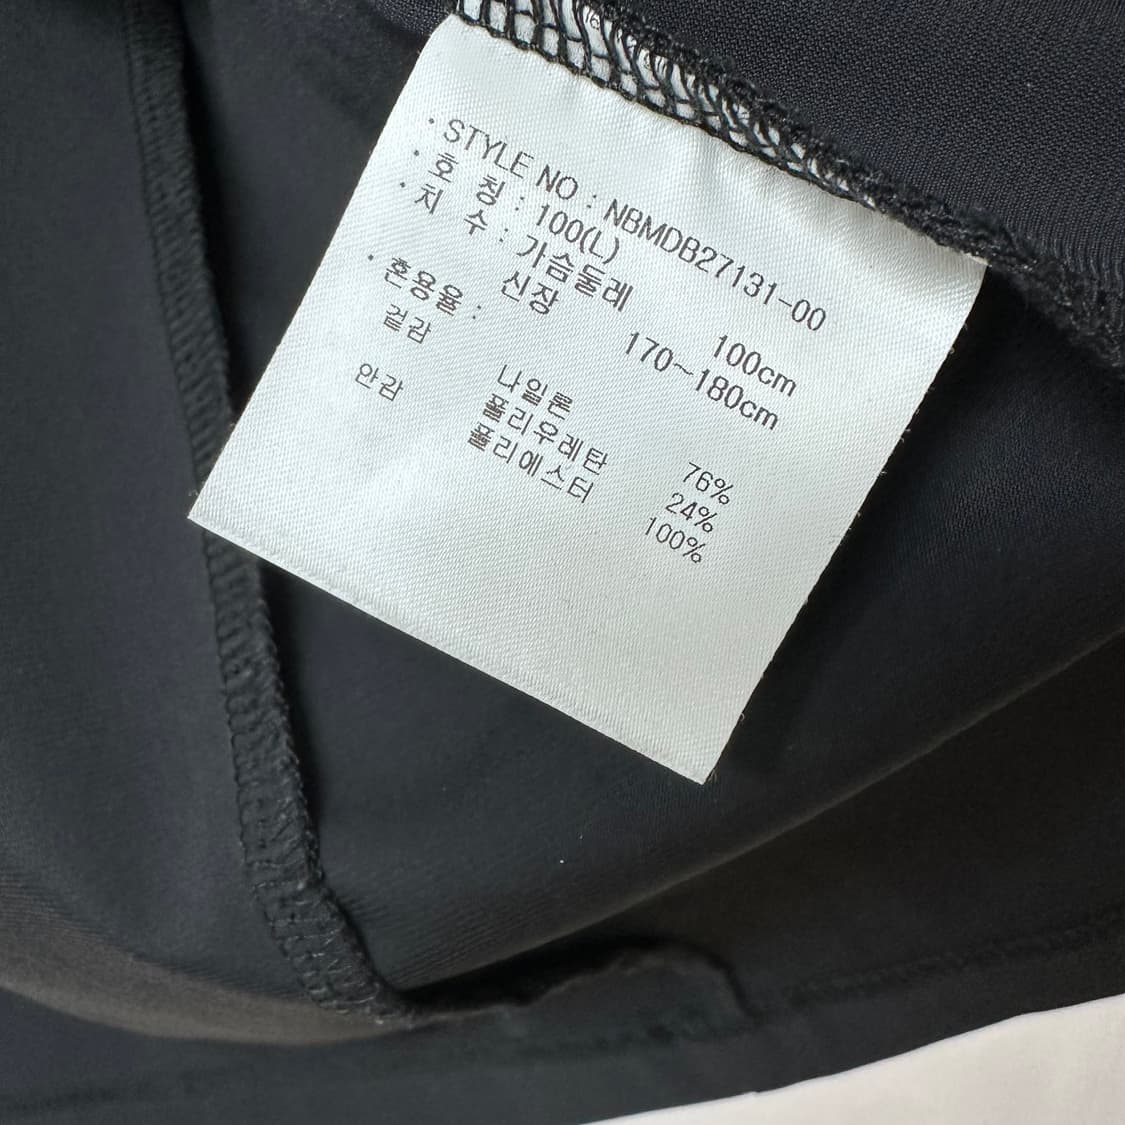 · STYLE NO : NBMDB27131-00
· 호 칭 : 100(L)
· 치 수 : 가슴둘레 100cm
신장 170~180cm
· 혼용율 :
겉감 나일론 76%
폴리우레탄 24%
안감 폴리에스터 100%